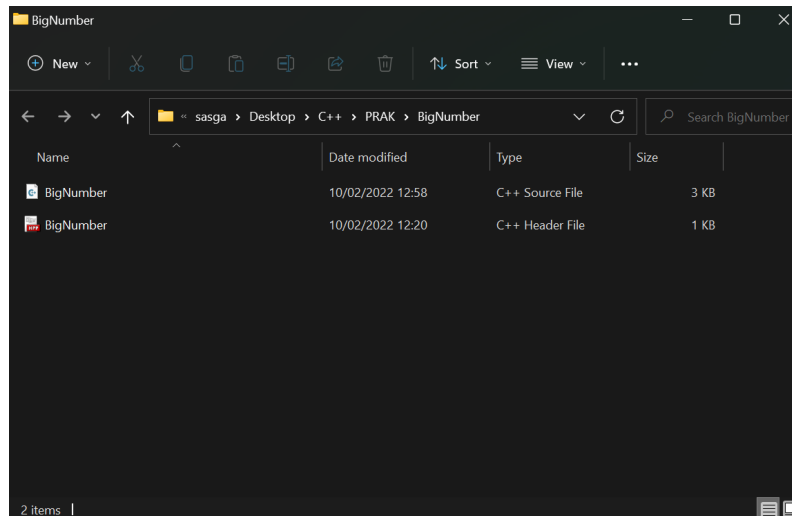 BigNumber
New Sort View
« sasga > Desktop > C++ > PRAK > BigNumber Search BigNumber
Name Date modified Type Size
BigNumber 10/02/2022 12:58 C++ Source File 3 KB
HPP BigNumber 10/02/2022 12:20 C++ Header File 1 KB
2 items